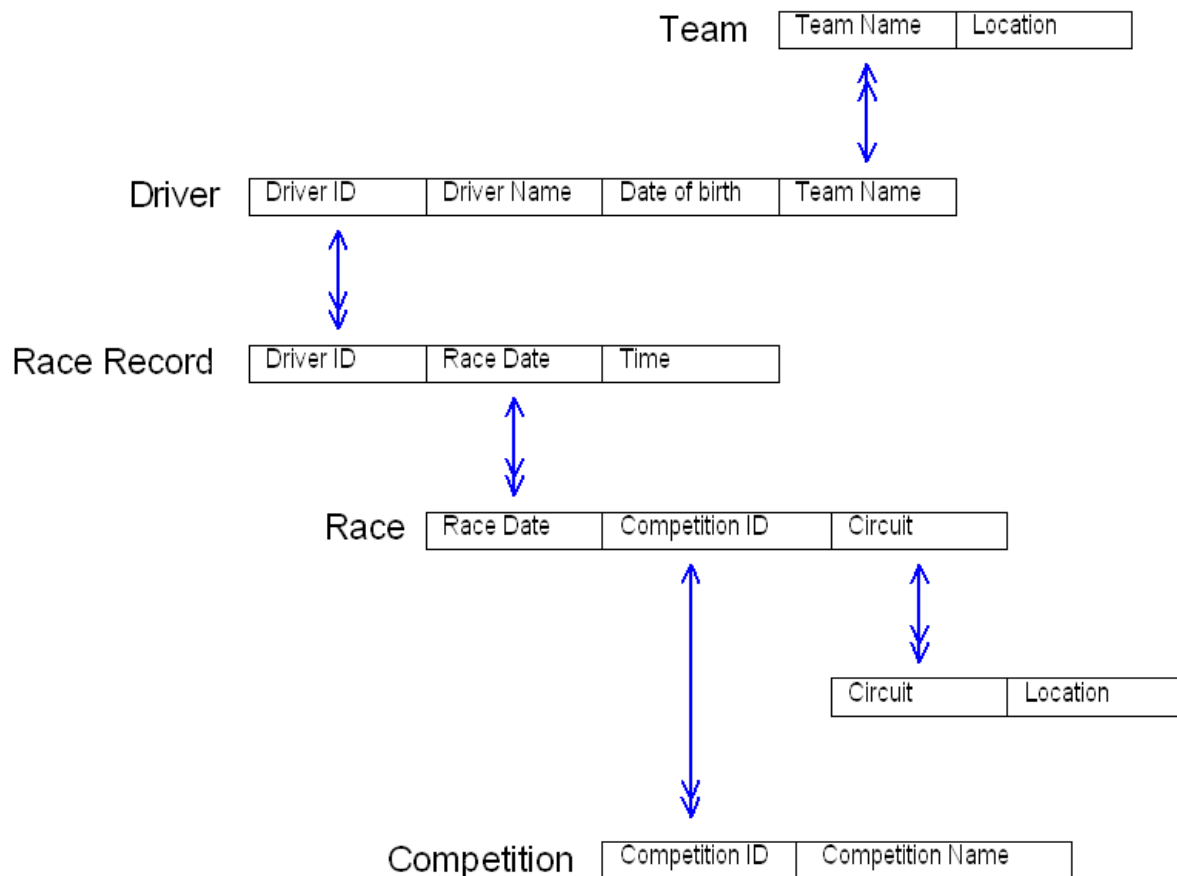 Team Team Name Location
Driver Driver ID Driver Name Date of birth Team Name
Race Record Driver ID Race Date Time
Race Race Date Competition ID Circuit
Circuit Location
Competition Competition ID Competition Name